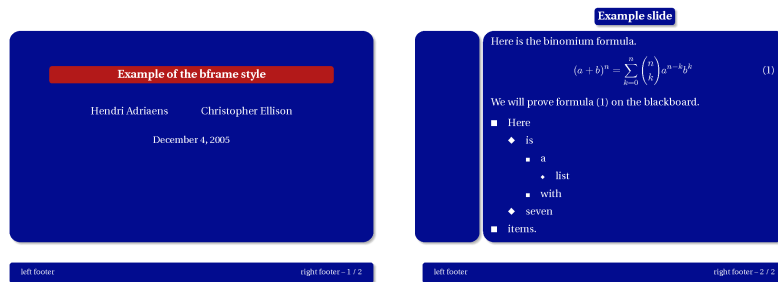 Example of the bframe style
Hendri Adriaens Christopher Ellison
December 4, 2005
left footer right footer – 1 / 2
Example slide
Here is the binomium formula.
(a + b)^n = \sum_{k=0}^{n} \binom{n}{k} a^{n-k} b^k (1)
We will prove formula (1) on the blackboard.
■ Here
◆ is
■ a
◆ list
■ with
◆ seven
■ items.
left footer right footer – 2 / 2